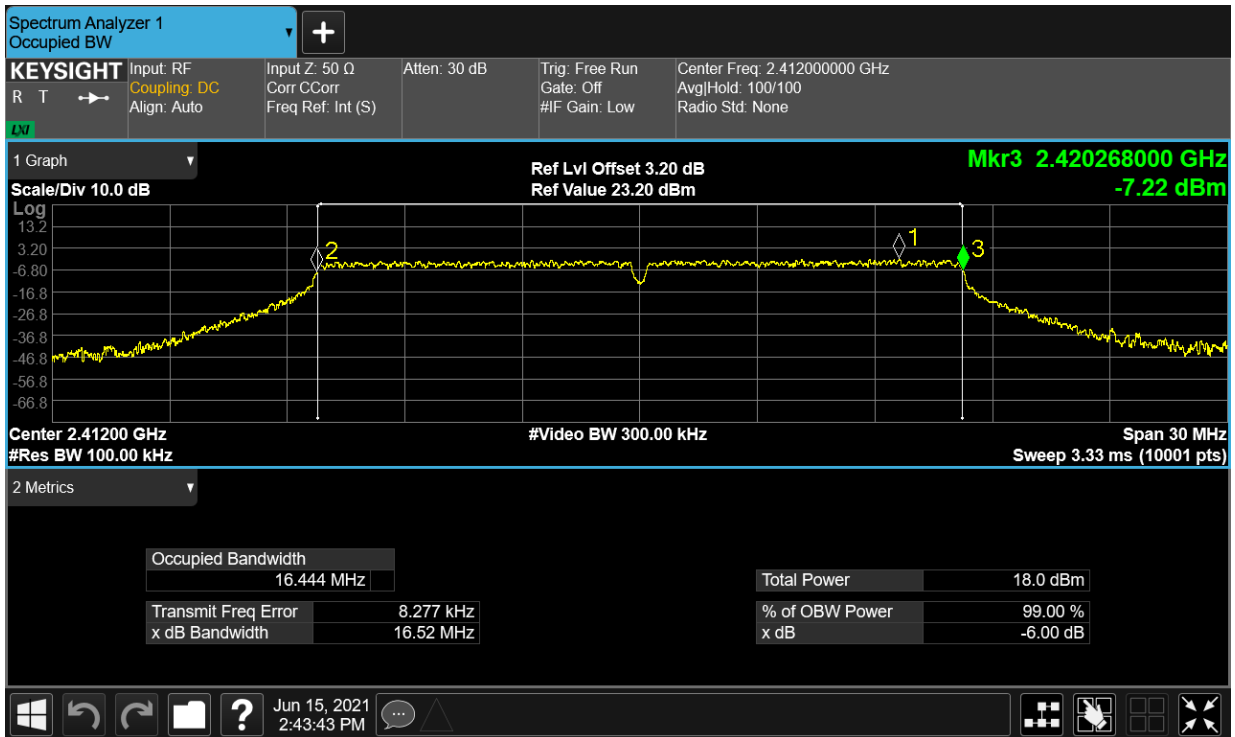 Spectrum Analyzer 1
Occupied BW
+
KEYSIGHT
R T
LXI
Input: RF
Coupling: DC
Align: Auto
Input Z: 50 Ω
Corr CCorr
Freq Ref: Int (S)
Atten: 30 dB
Trig: Free Run
Gate: Off
#IF Gain: Low
Center Freq: 2.412000000 GHz
Avg|Hold: 100/100
Radio Std: None
1 Graph
Scale/Div 10.0 dB
Ref Lvl Offset 3.20 dB
Ref Value 23.20 dBm
Mkr3 2.420268000 GHz
-7.22 dBm
Log
13.2
3.20
-6.80
-16.8
-26.8
-36.8
-46.8
-56.8
-66.8
2
1
3
Center 2.41200 GHz
#Video BW 300.00 kHz
Span 30 MHz
#Res BW 100.00 kHz
Sweep 3.33 ms (10001 pts)
2 Metrics
Occupied Bandwidth
16.444 MHz
Transmit Freq Error 8.277 kHz
x dB Bandwidth 16.52 MHz
Total Power 18.0 dBm
% of OBW Power 99.00 %
x dB -6.00 dB
?
Jun 15, 2021
2:43:43 PM